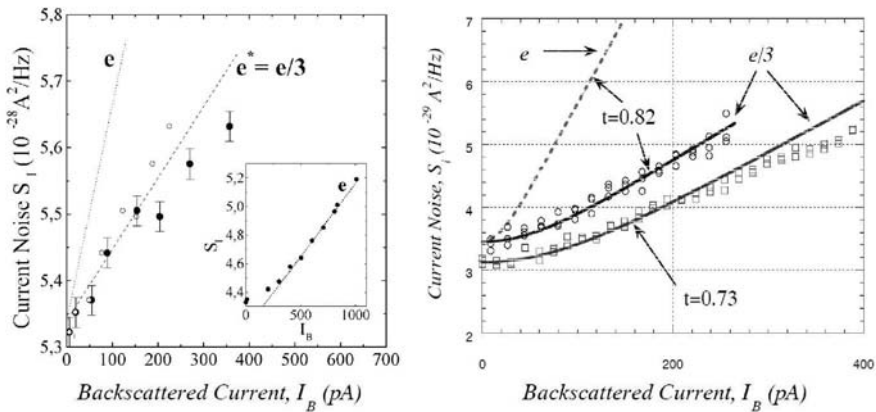 Current Noise S_I (10^-28 A^2/Hz)
5,8
5,7
5,6
5,5
5,4
5,3
e
e* = e/3
S_I
5,2
5.0
4.8
4.6
4.4
e
0 500 1000
I_B
0 100 200 300 400 500 600 700
Backscattered Current, I_B (pA)
Current Noise, S_i (10^-29 A^2/Hz)
7
6
5
4
3
2
e
e/3
t=0.82
t=0.73
0 200 400
Backscattered Current, I_B (pA)